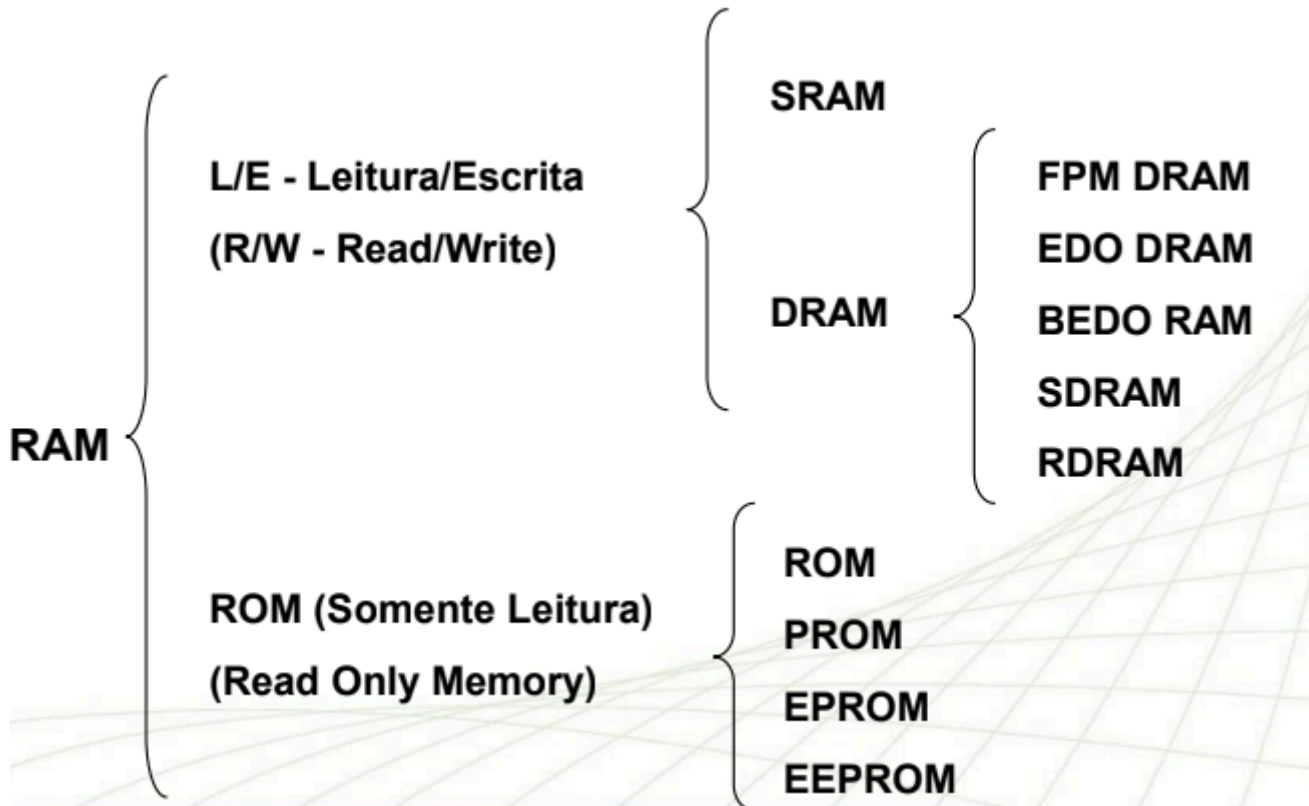 RAM
L/E - Leitura/Escrita
(R/W - Read/Write)
SRAM
DRAM
FPM DRAM
EDO DRAM
BEDO RAM
SDRAM
RDRAM
ROM (Somente Leitura)
(Read Only Memory)
ROM
PROM
EPROM
EEPROM